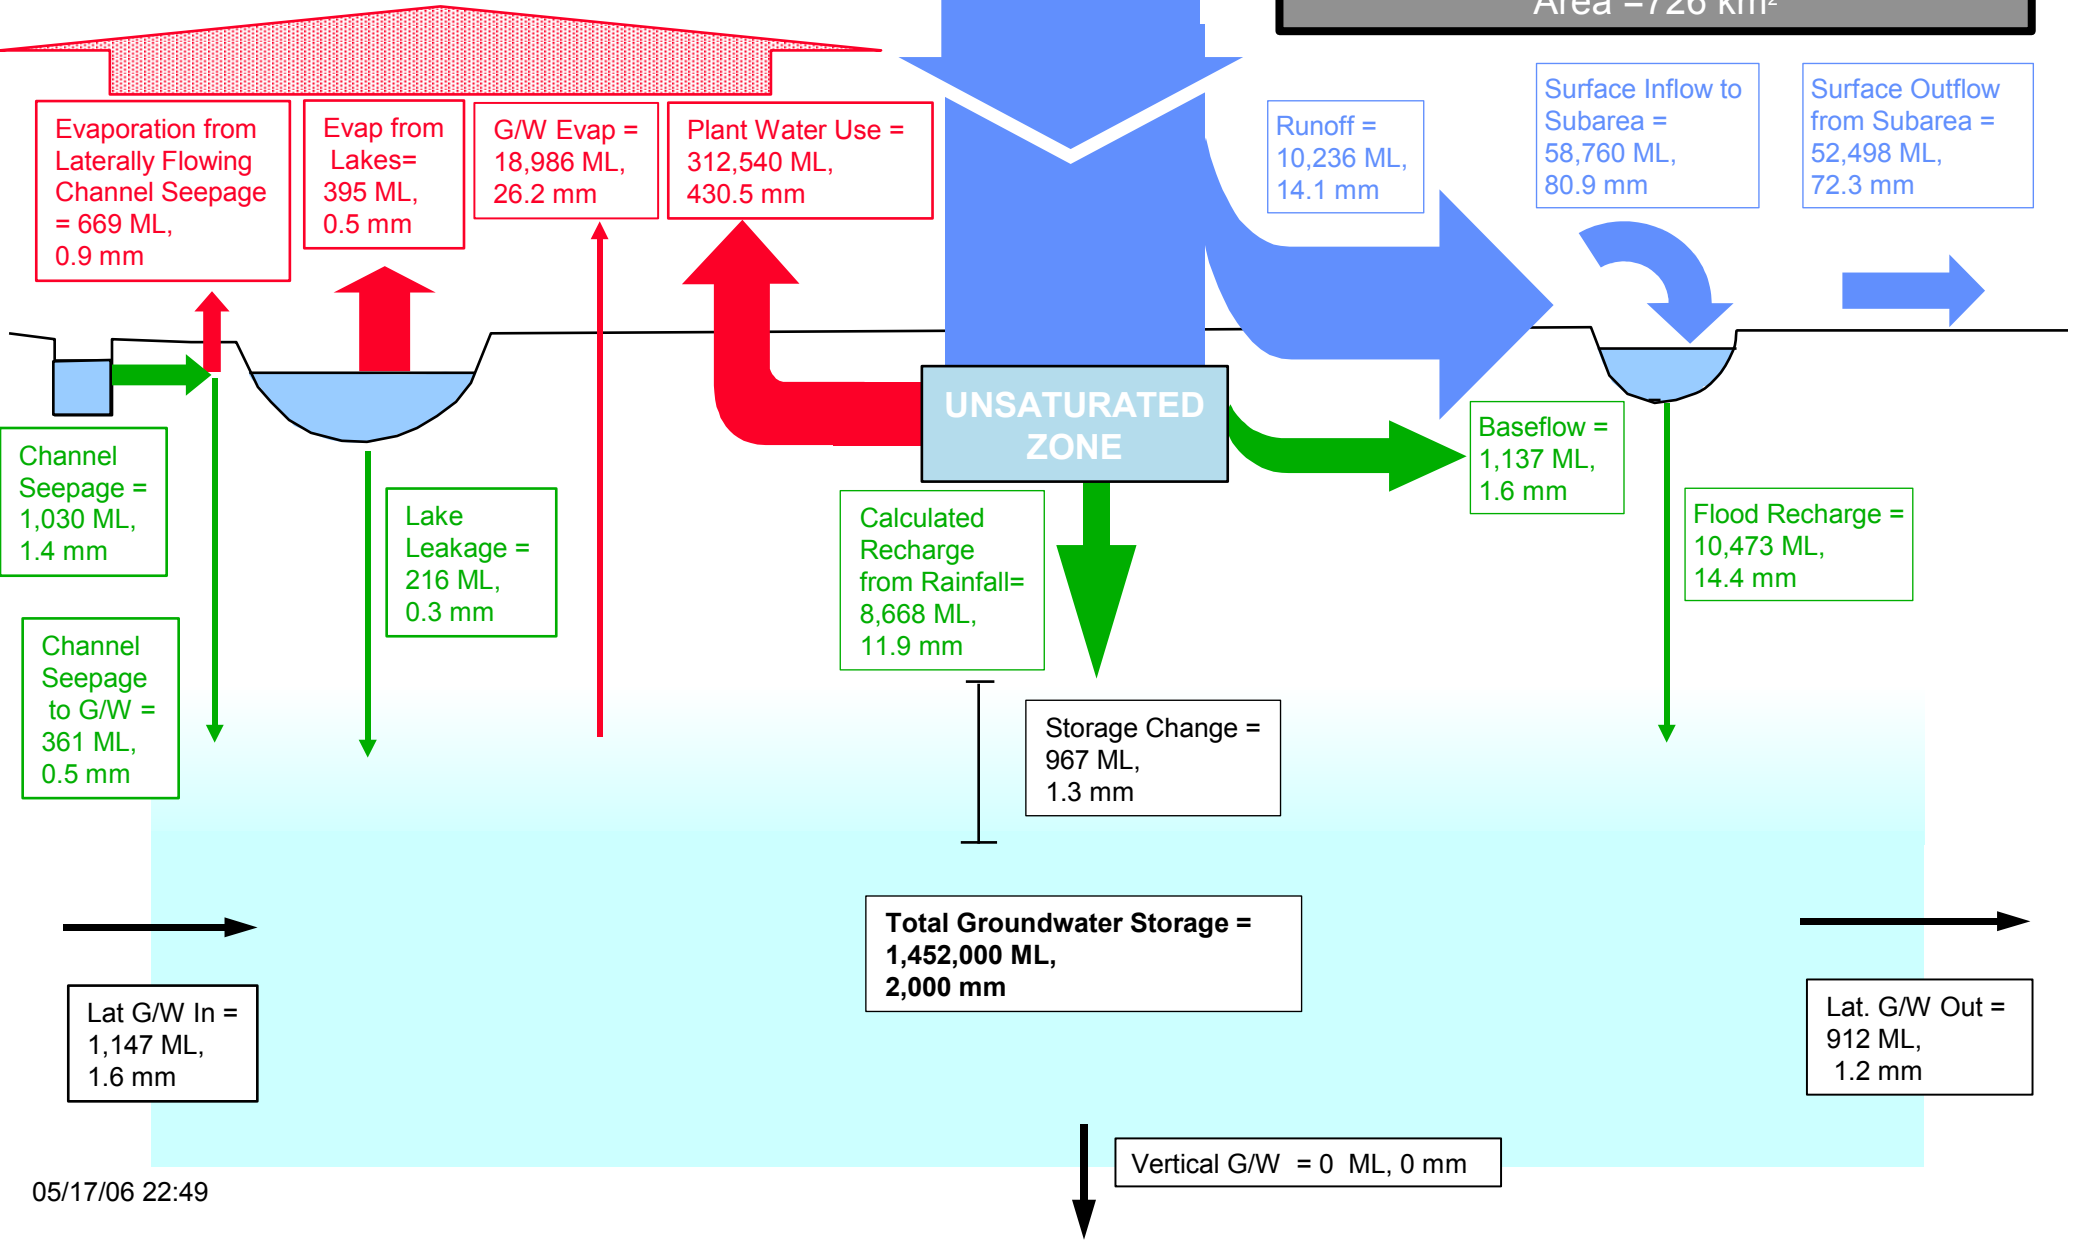 Area =726 km²
Evaporation from
Laterally Flowing
Channel Seepage
= 669 ML,
0.9 mm
Evap from
Lakes=
395 ML,
0.5 mm
G/W Evap =
18,986 ML,
26.2 mm
Plant Water Use =
312,540 ML,
430.5 mm
Runoff =
10,236 ML,
14.1 mm
Surface Inflow to
Subarea =
58,760 ML,
80.9 mm
Surface Outflow
from Subarea =
52,498 ML,
72.3 mm
UNSATURATED
ZONE
Channel
Seepage =
1,030 ML,
1.4 mm
Lake
Leakage =
216 ML,
0.3 mm
Calculated
Recharge
from Rainfall=
8,668 ML,
11.9 mm
Baseflow =
1,137 ML,
1.6 mm
Flood Recharge =
10,473 ML,
14.4 mm
Channel
Seepage
to G/W =
361 ML,
0.5 mm
Storage Change =
967 ML,
1.3 mm
Total Groundwater Storage =
1,452,000 ML,
2,000 mm
Lat G/W In =
1,147 ML,
1.6 mm
Lat. G/W Out =
912 ML,
1.2 mm
Vertical G/W = 0 ML, 0 mm
05/17/06 22:49